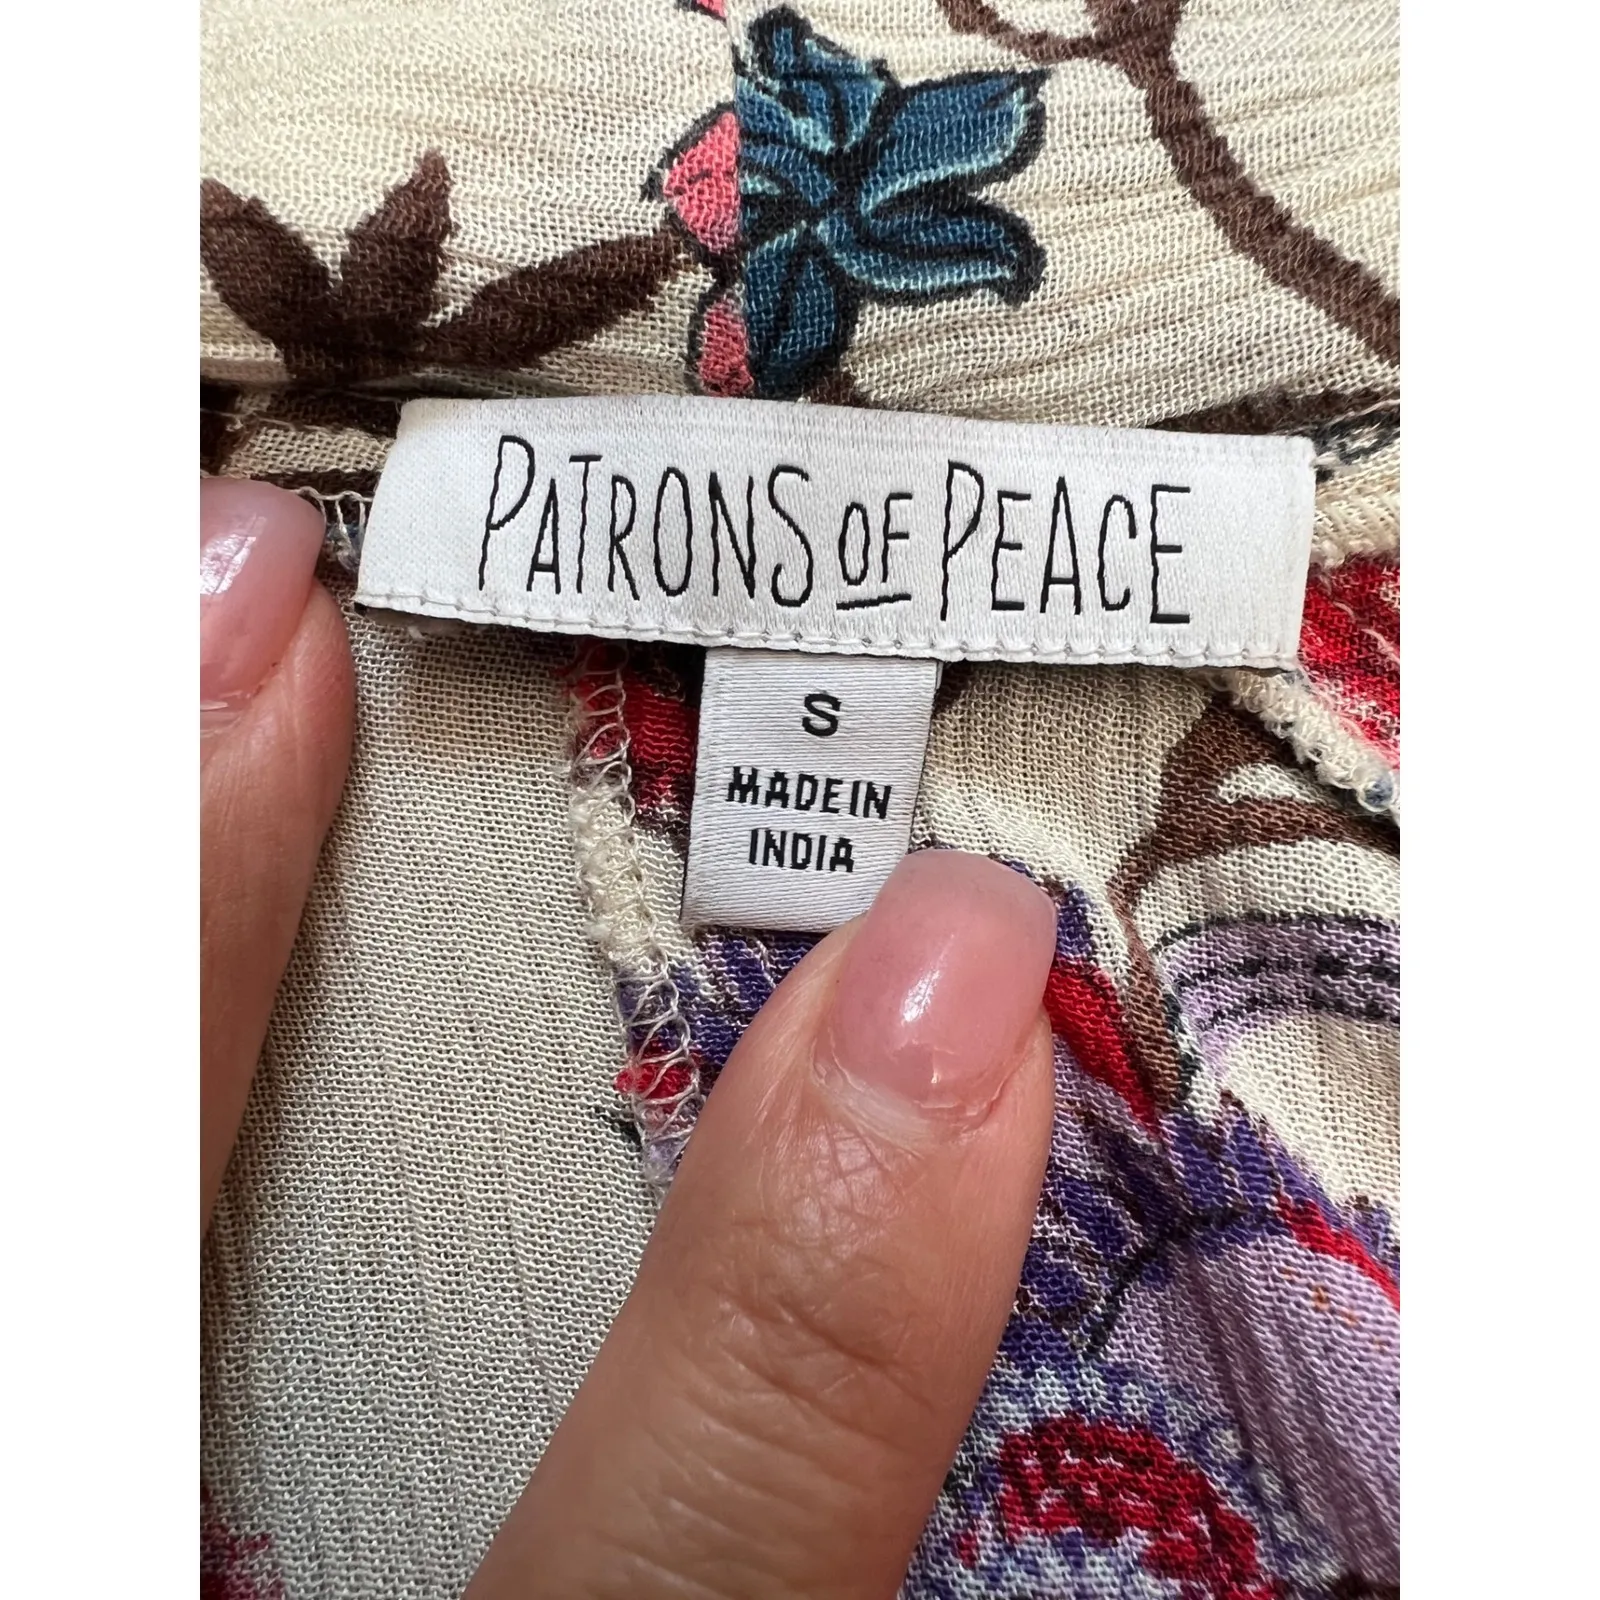 PATRONS OF PEACE
S
MADE IN
INDIA